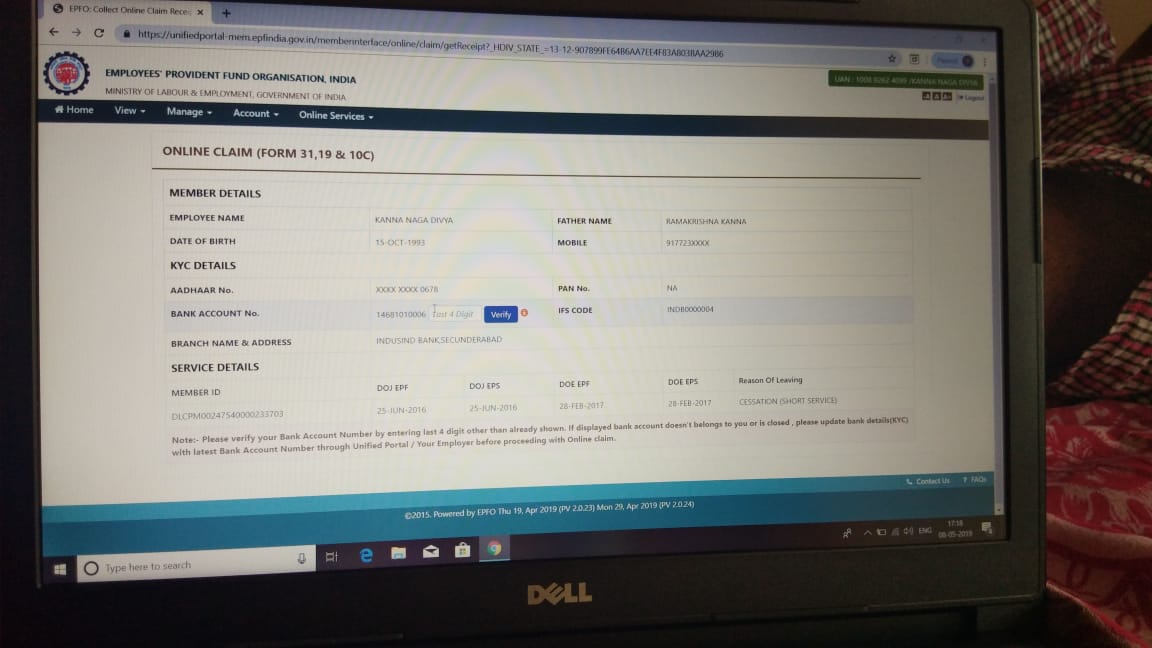 EPFO: Collect Online Claim Recei
https://unifiedportal-mem.epfindia.gov.in/memberinterface/online/claim/getReceipt?_HDIV_STATE_=13-12-907899FE64B6AA7EE4F83A803BAA2986
EMPLOYEES' PROVIDENT FUND ORGANISATION, INDIA
MINISTRY OF LABOUR & EMPLOYMENT, GOVERNMENT OF INDIA
UAN : 1008 9262 4099 /KANNA NAGA DIVYA
Logout
Home View Manage Account Online Services
ONLINE CLAIM (FORM 31,19 & 10C)
MEMBER DETAILS
EMPLOYEE NAME KANNA NAGA DIVYA FATHER NAME RAMAKRISHNA KANNA
DATE OF BIRTH 15-OCT-1993 MOBILE 917723XXXX
KYC DETAILS
AADHAAR No. XXXX XXXX 0678 PAN No. NA
BANK ACCOUNT No. 14681010006 Last 4 Digit Verify IFS CODE INDB0000004
BRANCH NAME & ADDRESS INDUSIND BANK,SECUNDERABAD
SERVICE DETAILS
MEMBER ID DOJ EPF DOJ EPS DOE EPF DOE EPS Reason Of Leaving
DLCPM00247540000233703 25-JUN-2016 25-JUN-2016 28-FEB-2017 28-FEB-2017 CESSATION (SHORT SERVICE)
Note:- Please verify your Bank Account Number by entering last 4 digit other than already shown. If displayed bank account doesn't belongs to you or is closed , please update bank details(KYC)
with latest Bank Account Number through Unified Portal / Your Employer before proceeding with Online claim.
Contact Us ? FAQs
©2015. Powered by EPFO Thu 19, Apr 2019 (PV 2.0.23) Mon 29, Apr 2019 (PV 2.0.24)
Type here to search
ENG
17:18
08-05-2019
DELL